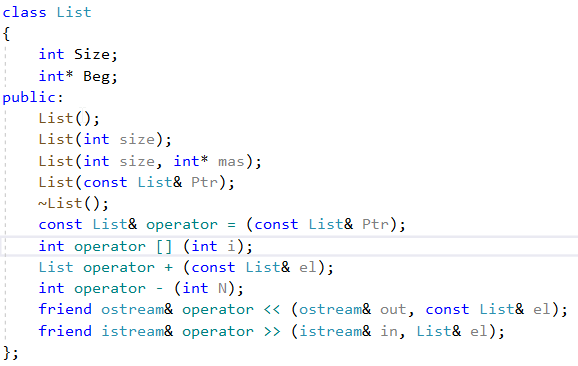 class List
{
    int Size;
    int* Beg;
public:
    List();
    List(int size);
    List(int size, int* mas);
    List(const List& Ptr);
    ~List();
    const List& operator = (const List& Ptr);
    int operator [] (int i);
    List operator + (const List& el);
    int operator - (int N);
    friend ostream& operator << (ostream& out, const List& el);
    friend istream& operator >> (istream& in, List& el);
};